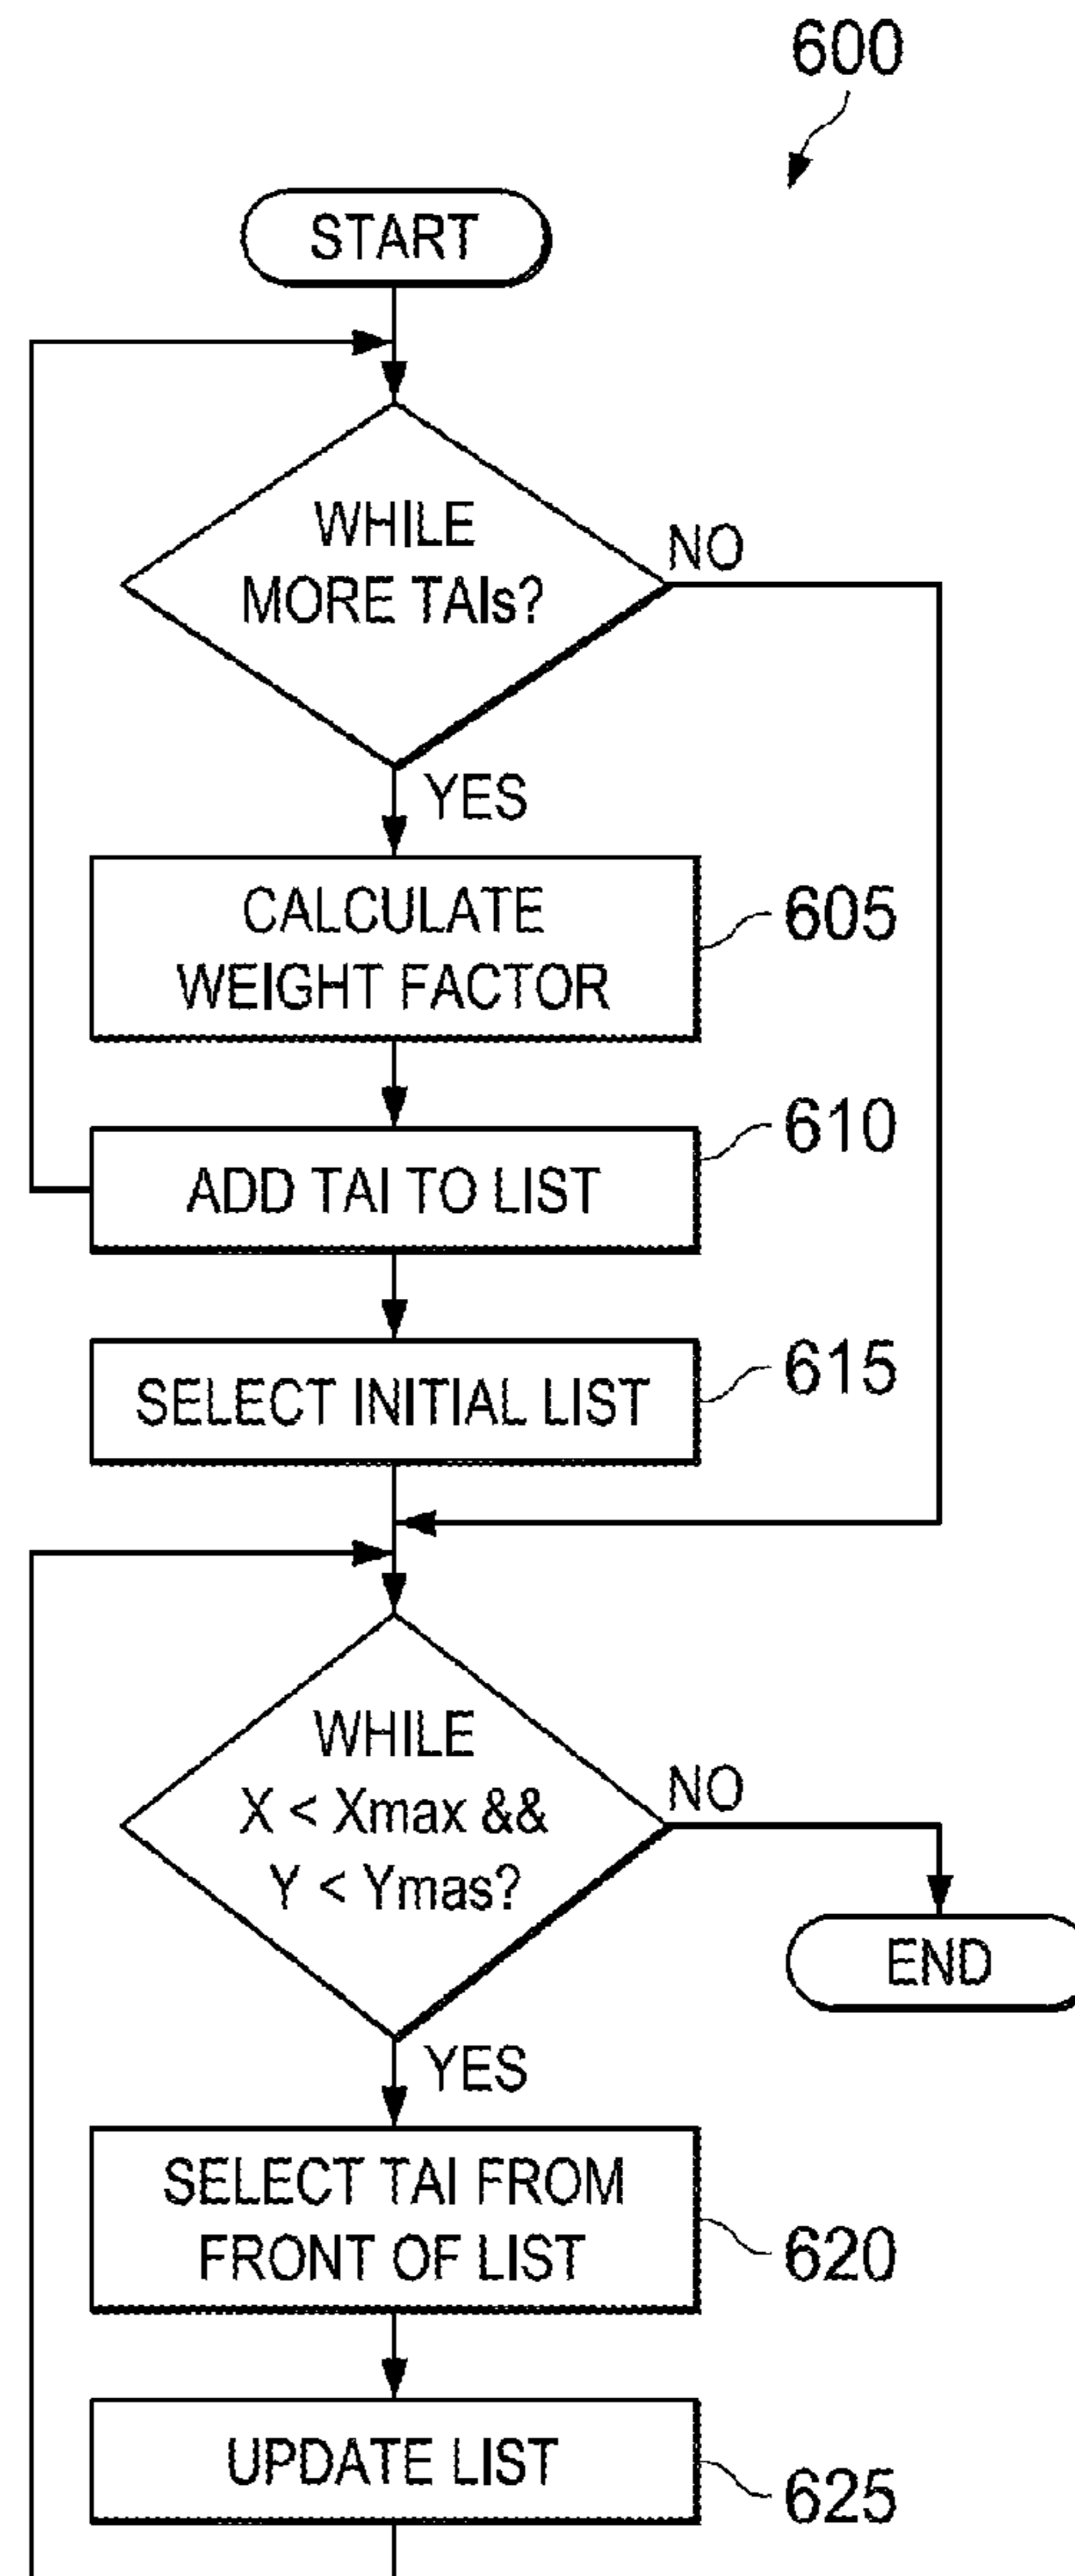 600
START
WHILE
MORE TAIs?
NO
YES
CALCULATE
WEIGHT FACTOR
605
ADD TAI TO LIST
610
SELECT INITIAL LIST
615
WHILE
X < Xmax &&
Y < Ymas?
NO
END
YES
SELECT TAI FROM
FRONT OF LIST
620
UPDATE LIST
625